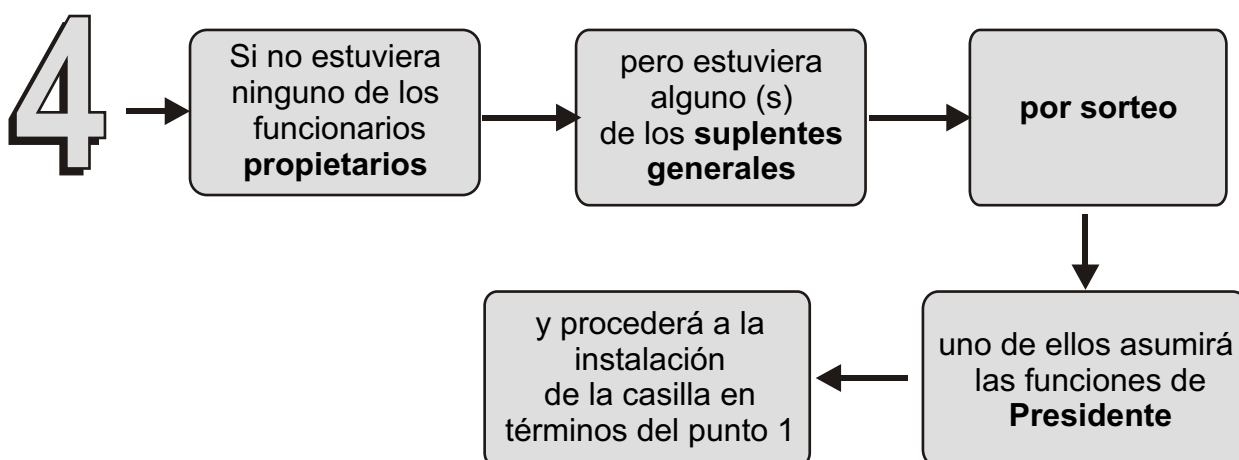 4
Si no estuviera
ninguno de los
funcionarios
propietarios
pero estuviera
alguno (s)
de los suplentes
generales
por sorteo
uno de ellos asumirá
las funciones de
Presidente
y procederá a la
instalación
de la casilla en
términos del punto 1